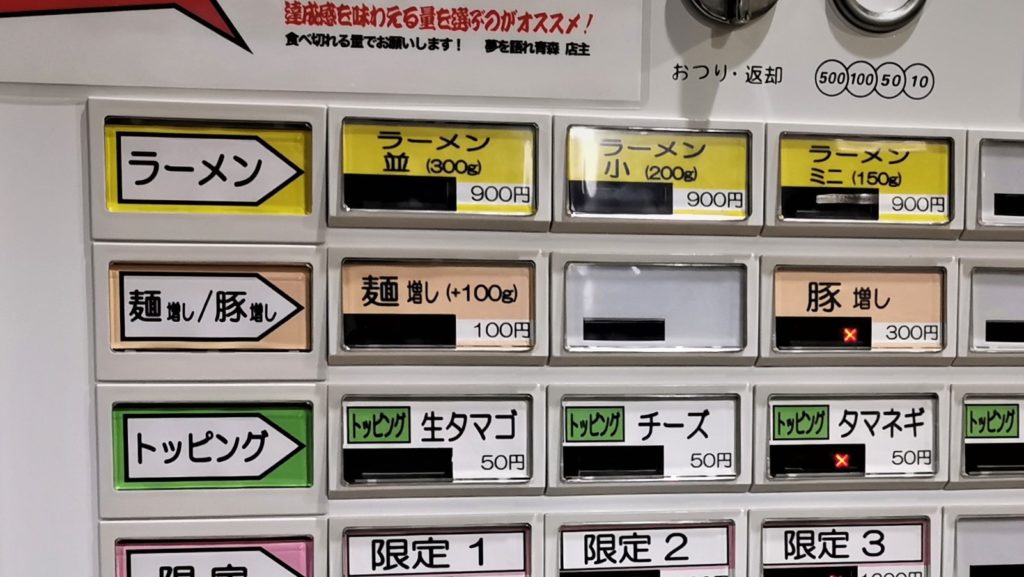 達成感を味わえる量を選ぶのがオススメ！
食べ切れる量でお願いします！ 夢を語れ青森 店主
おつり・返却
500 100 50 10
ラーメン
ラーメン
並 (300g)
900円
ラーメン
小 (200g)
900円
ラーメン
ミニ (150g)
900円
麺増し/豚増し
麺 増し (+100g)
100円
豚 増し
×
300円
トッピング
トッピング 生タマゴ
50円
トッピング チーズ
50円
トッピング タマネギ
×
50円
トッピング
限定
限定 1
限定 2
限定 3